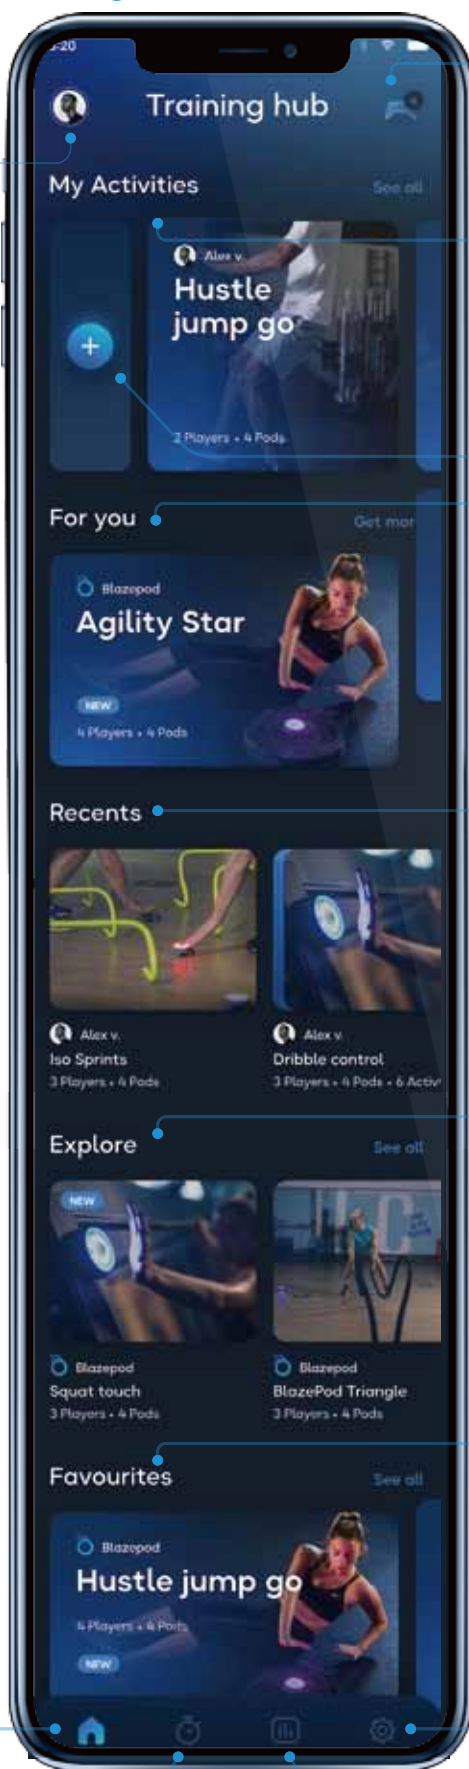 Training hub
My Activities
See all
Alex v.
Hustle
jump go
2 Players • 4 Pods
For you
Get mor
Blazepod
Agility Star
NEW
4 Players • 4 Pods
Recents
Alex v.
Iso Sprints
3 Players • 4 Pods
Alex v.
Dribble control
3 Players • 4 Pods • 6 Activ
Explore
See all
NEW
Blazepod
Squat touch
3 Players • 4 Pods
Blazepod
BlazePod Triangle
3 Players • 4 Pods
Favourites
See all
Blazepod
Hustle jump go
4 Players • 4 Pods
NEW